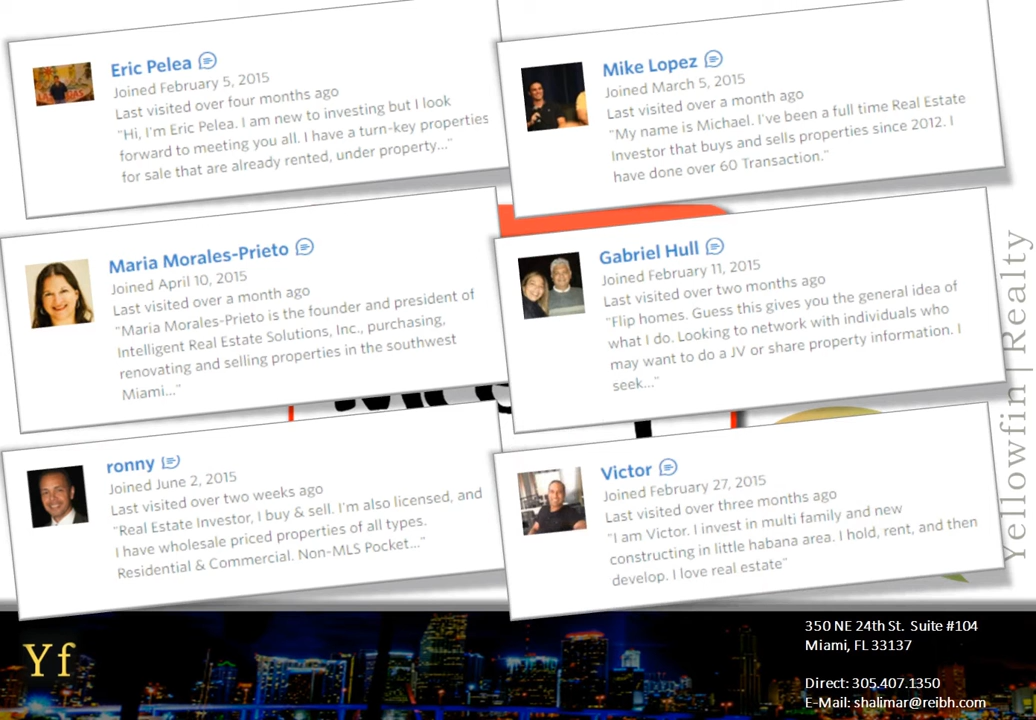 Eric Pelea
Joined February 5, 2015
Last visited over four months ago
"Hi, I'm Eric Pelea. I am new to investing but I look
forward to meeting you all. I have a turn-key properties
for sale that are already rented, under property..."
Mike Lopez
Joined March 5, 2015
Last visited over a month ago
"My name is Michael. I've been a full time Real Estate
Investor that buys and sells properties since 2012. I
have done over 60 Transaction."
Maria Morales-Prieto
Joined April 10, 2015
Last visited over a month ago
"Maria Morales-Prieto is the founder and president of
Intelligent Real Estate Solutions, Inc., purchasing,
renovating and selling properties in the southwest
Miami..."
Gabriel Hull
Joined February 11, 2015
Last visited over two months ago
"Flip homes. Guess this gives you the general idea of
what I do. Looking to network with individuals who
may want to do a JV or share property information. I
seek..."
ronny
Joined June 2, 2015
Last visited over two weeks ago
"Real Estate Investor, I buy & sell. I'm also licensed, and
I have wholesale priced properties of all types.
Residential & Commercial. Non-MLS Pocket..."
Victor
Joined February 27, 2015
Last visited over three months ago
"I am Victor. I invest in multi family and new
constructing in little habana area. I hold, rent, and then
develop. I love real estate"
Yellowfin | Realty
Yf
350 NE 24th St. Suite #104
Miami, FL 33137
Direct: 305.407.1350
E-Mail: shalimar@reibh.com